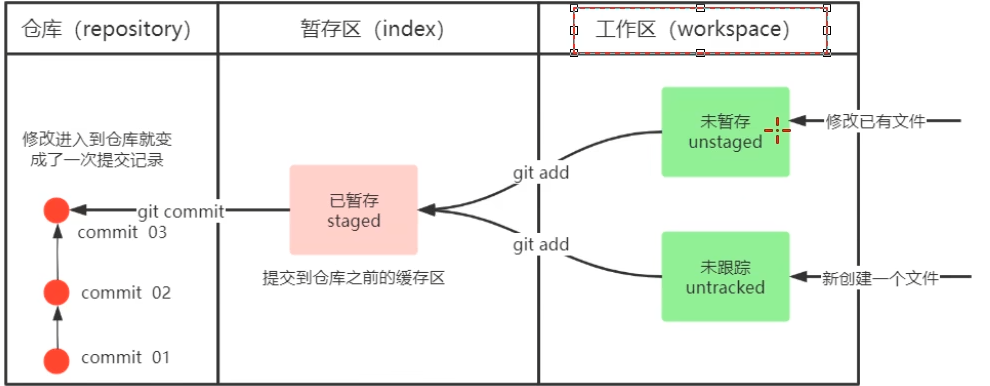 仓库（repository）
暂存区（index）
工作区（workspace）
未暂存
unstaged
修改已有文件
修改进入到仓库就变
成了一次提交记录
git add
已暂存
staged
git commit
commit  03
git add
未跟踪
untracked
新创建一个文件
提交到仓库之前的缓存区
commit  02
commit  01